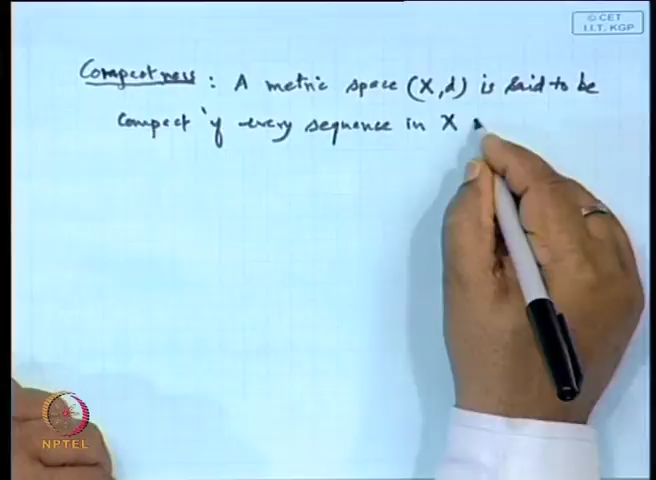 © CET
I.I.T. KGP
Compactness : A metric space (X,d) is said to be
compact if every sequence in X
NPTEL